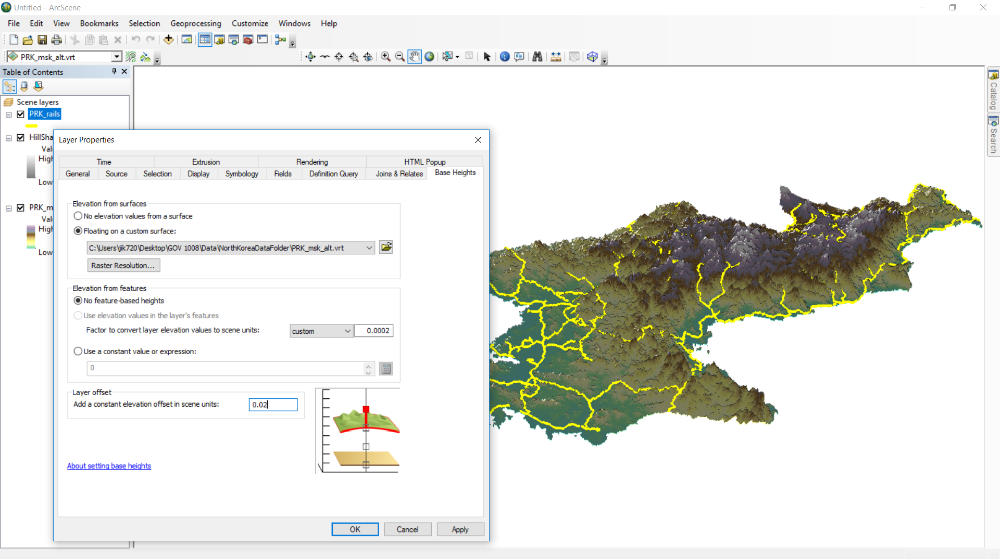 Untitled - ArcScene
File Edit View Bookmarks Selection Geoprocessing Customize Windows Help
PRK_msk_alt.vrt
Table of Contents
Scene layers
PRK_rails
HillSha
Valu
High
Low
PRK_m
Valu
High
Low
Layer Properties
Time Extrusion Rendering HTML Popup
General Source Selection Display Symbology Fields Definition Query Joins & Relates Base Heights
Elevation from surfaces
No elevation values from a surface
Floating on a custom surface:
C:\Users\jik720\Desktop\GOV 1008\Data\NorthKoreaDataFolder\PRK_msk_alt.vrt
Raster Resolution...
Elevation from features
No feature-based heights
Use elevation values in the layer's features
Factor to convert layer elevation values to scene units: custom 0.0002
Use a constant value or expression:
0
Layer offset
Add a constant elevation offset in scene units: 0.02
About setting base heights
OK Cancel Apply
Catalog
Search